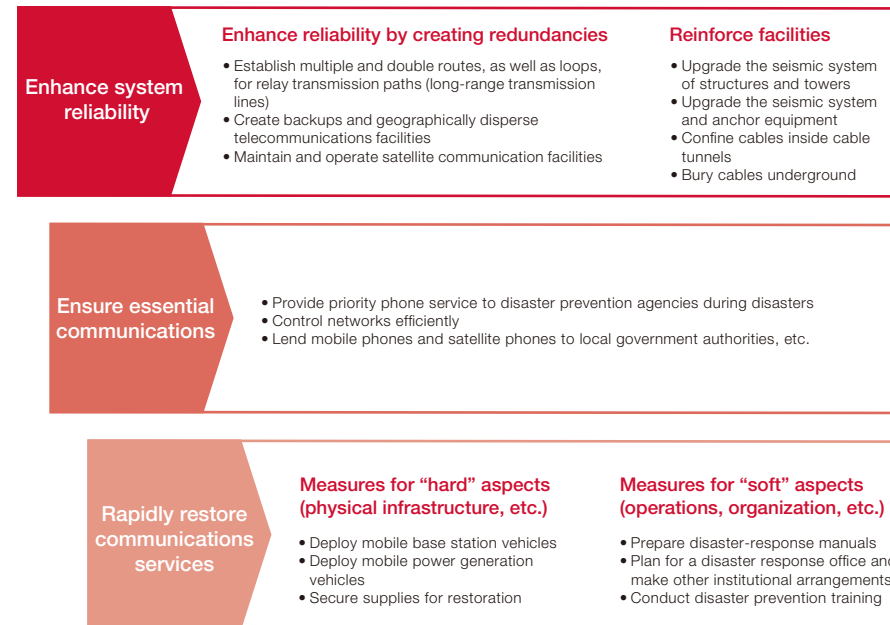 Enhance system
reliability
Enhance reliability by creating redundancies
• Establish multiple and double routes, as well as loops,
for relay transmission paths (long-range transmission
lines)
• Create backups and geographically disperse
telecommunications facilities
• Maintain and operate satellite communication facilities
Reinforce facilities
• Upgrade the seismic system
of structures and towers
• Upgrade the seismic system
and anchor equipment
• Confine cables inside cable
tunnels
• Bury cables underground
Ensure essential
communications
• Provide priority phone service to disaster prevention agencies during disasters
• Control networks efficiently
• Lend mobile phones and satellite phones to local government authorities, etc.
Rapidly restore
communications
services
Measures for “hard” aspects
(physical infrastructure, etc.)
• Deploy mobile base station vehicles
• Deploy mobile power generation
vehicles
• Secure supplies for restoration
Measures for “soft” aspects
(operations, organization, etc.)
• Prepare disaster-response manuals
• Plan for a disaster response office and
make other institutional arrangements
• Conduct disaster prevention training